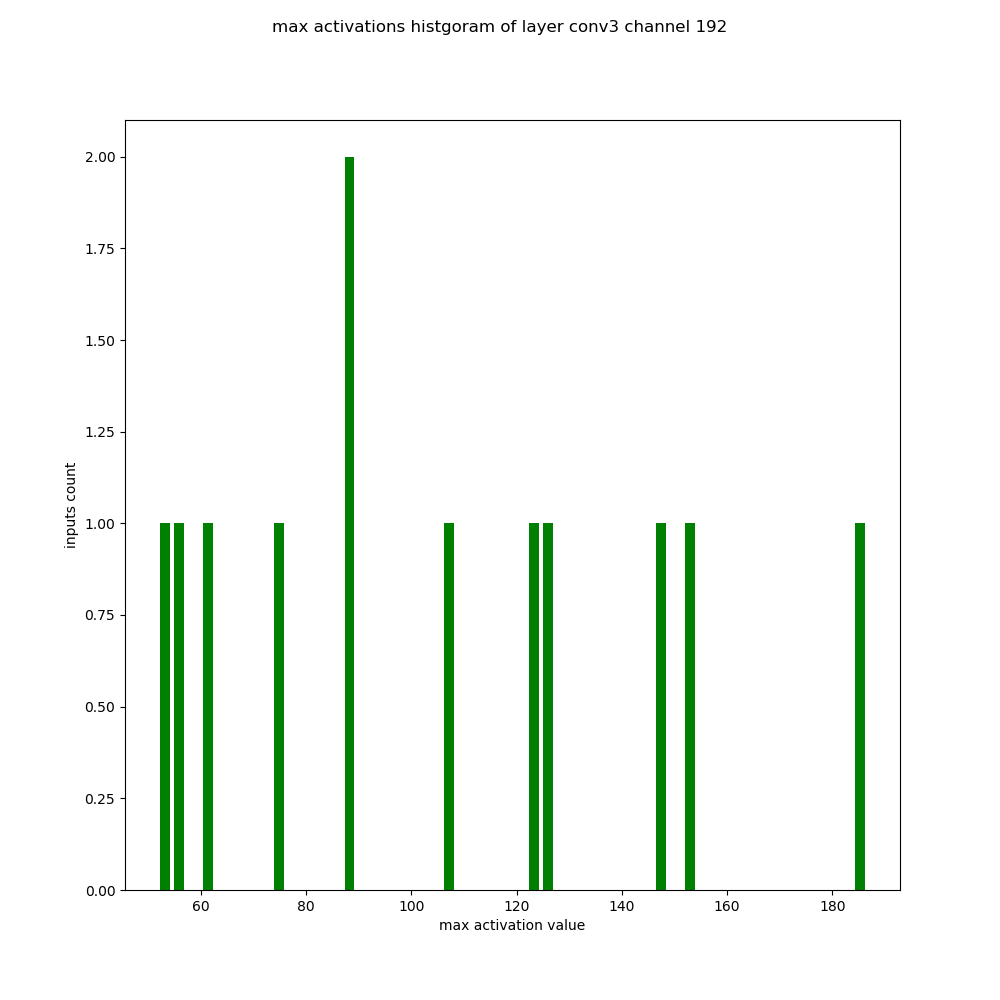 max activations histgoram of layer conv3 channel 192
2.00
1.75
1.50
1.25
1.00
0.75
0.50
0.25
0.00
inputs count
60 80 100 120 140 160 180
max activation value